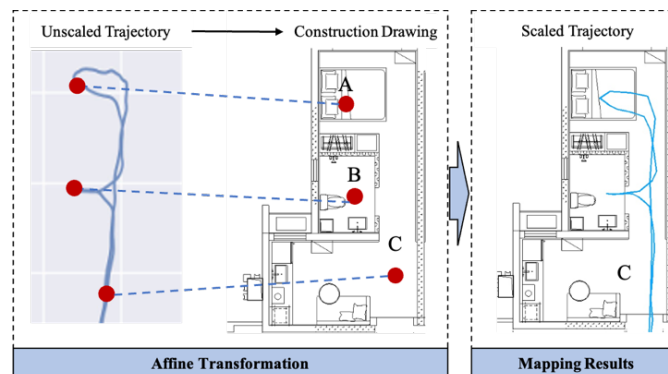 Unscaled Trajectory
Construction Drawing
Scaled Trajectory
A
B
C
C
Affine Transformation
Mapping Results